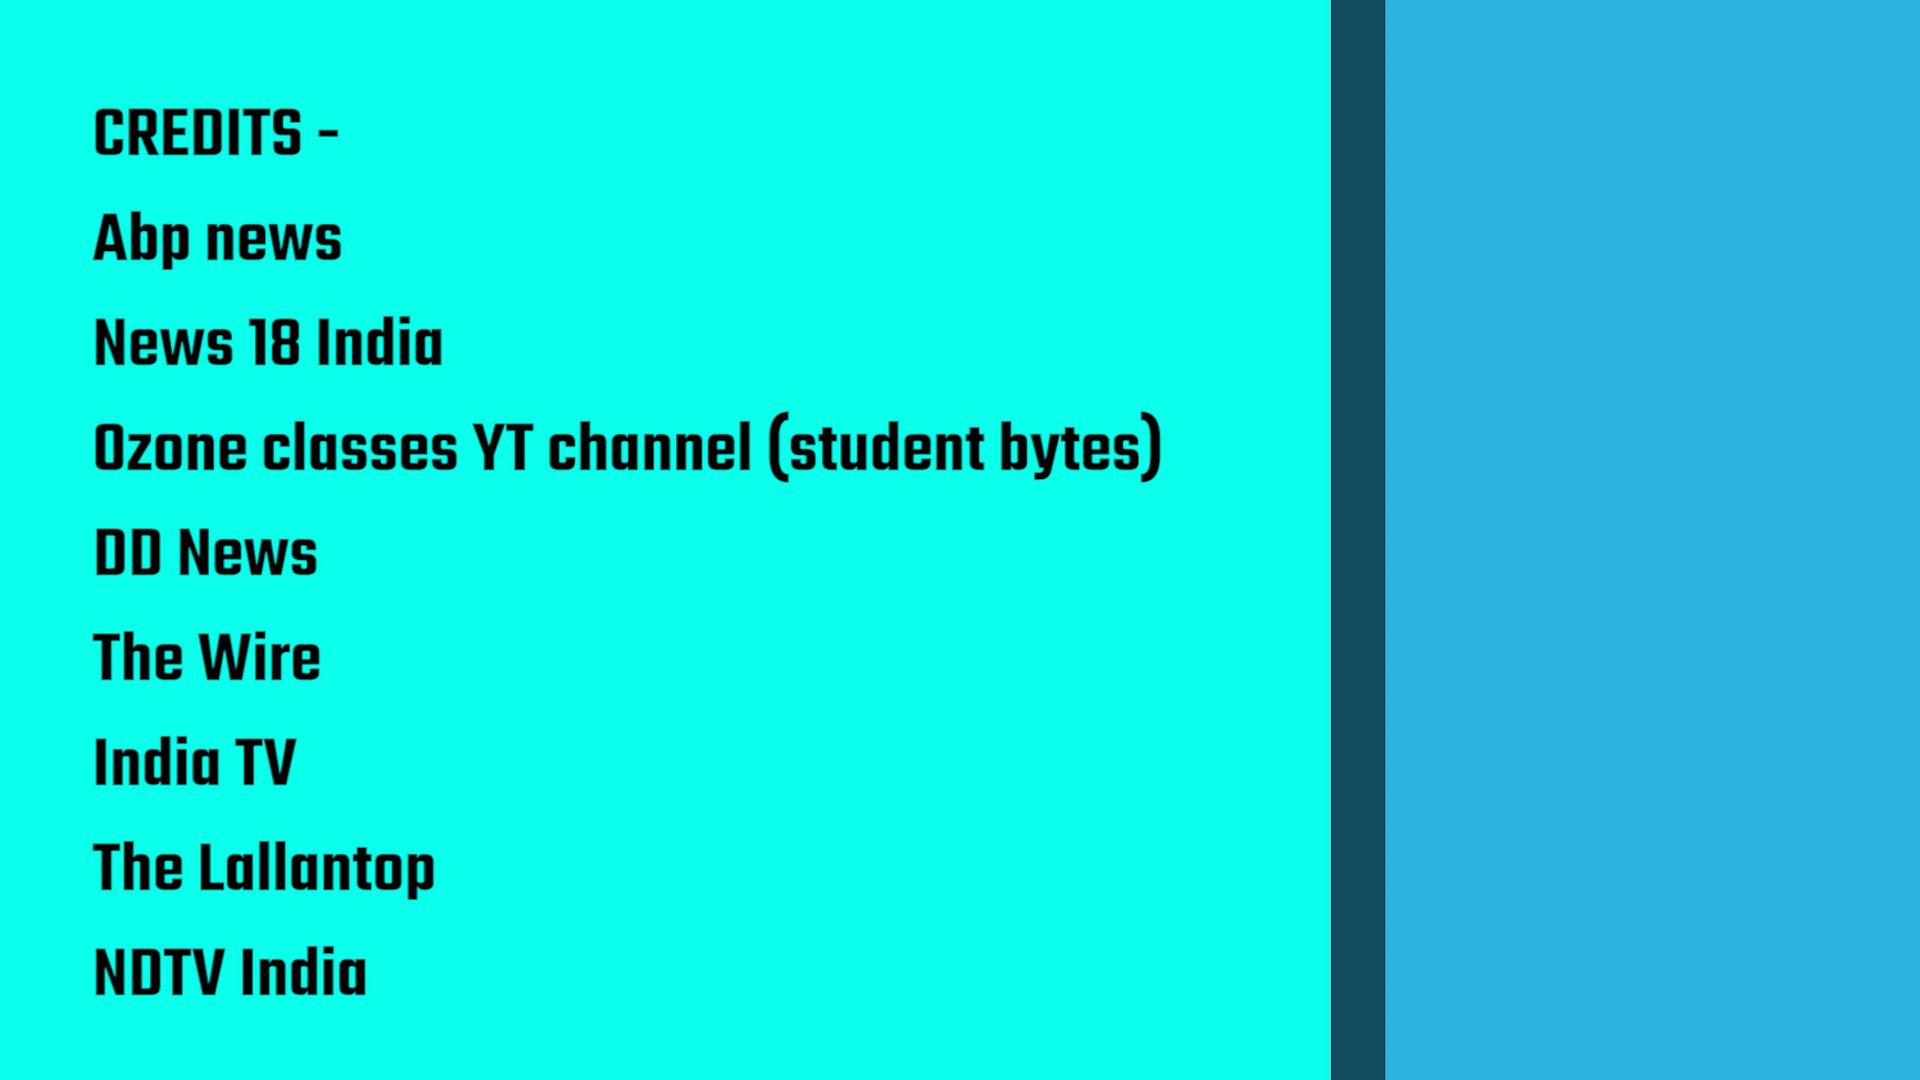 CREDITS -
Abp news
News 18 India
Ozone classes YT channel (student bytes)
DD News
The Wire
India TV
The Lallantop
NDTV India